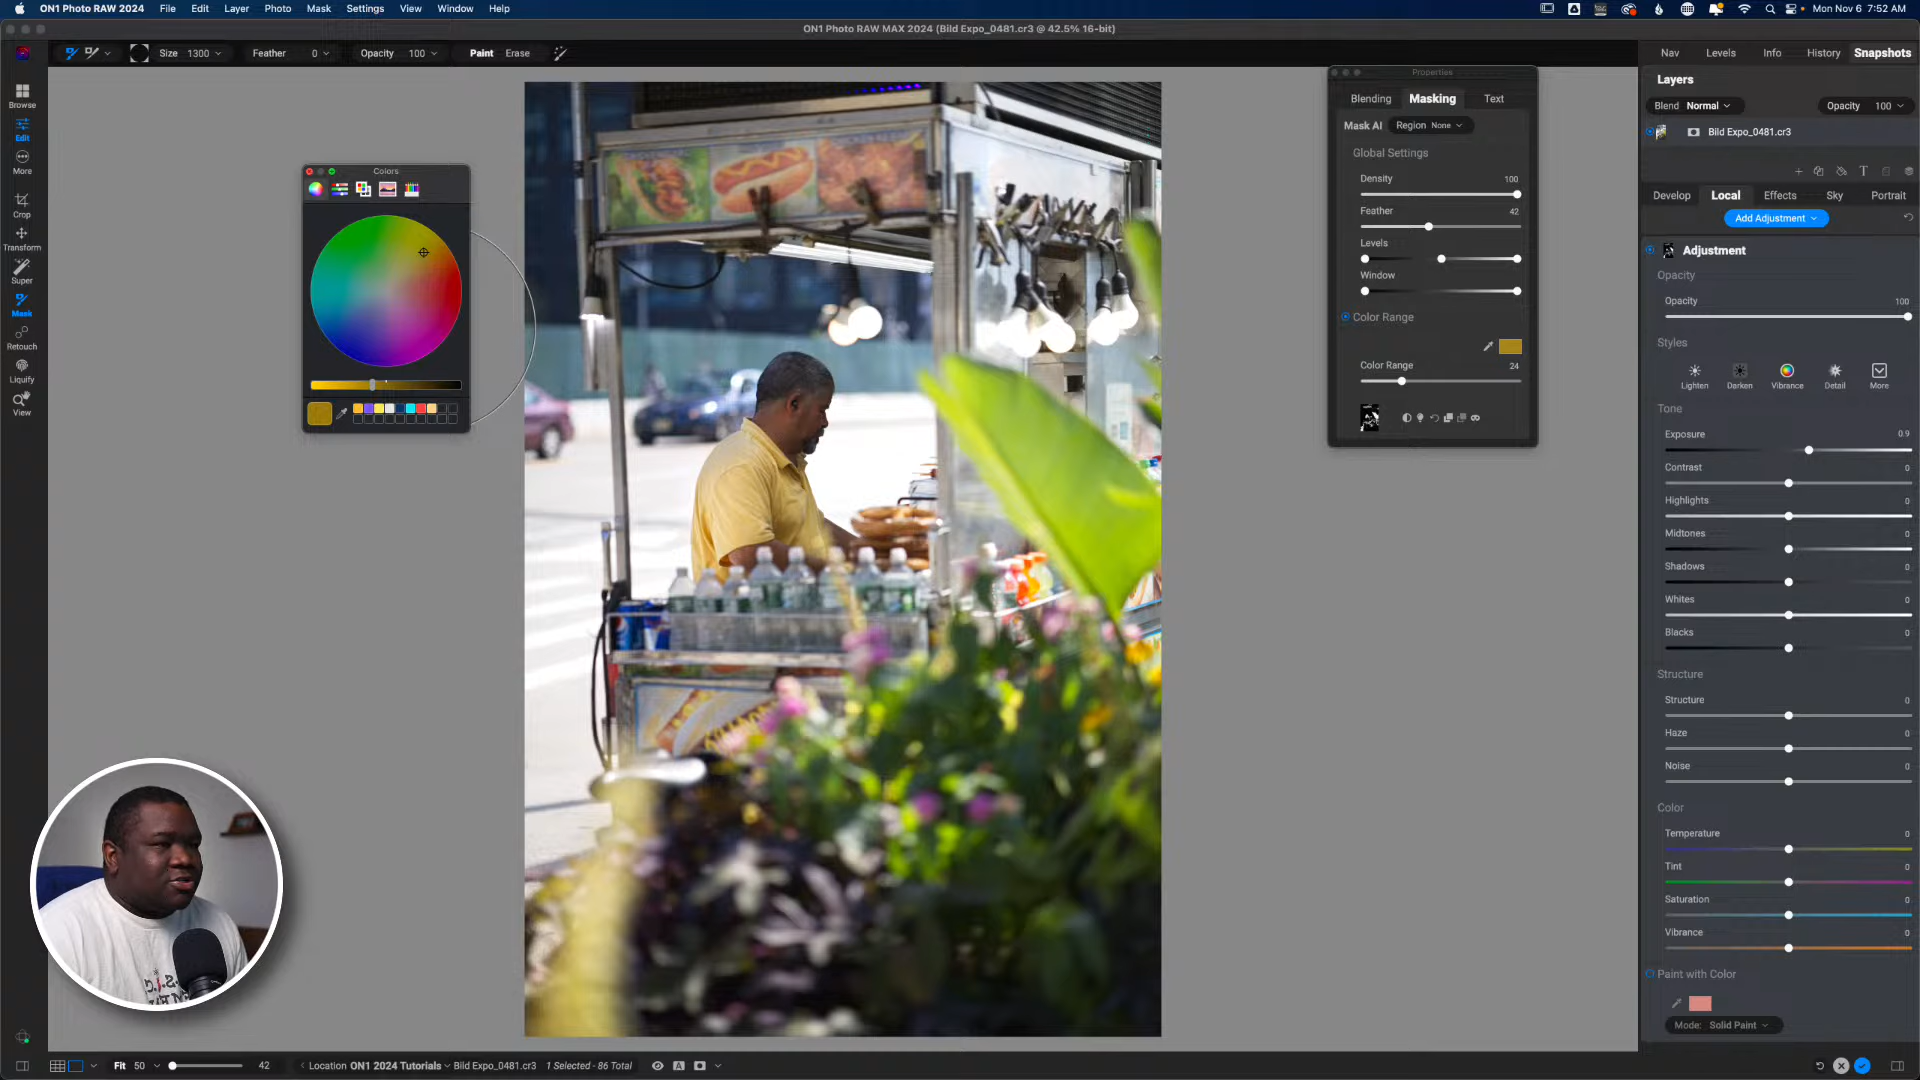 ON1 Photo RAW 2024 File Edit Layer Photo Mask Settings View Window Help Mon Nov 6 7:52 AM
ON1 Photo RAW MAX 2024 (Bild Expo_0481.cr3 @ 42.5% 16-bit)
Size 1300 Feather 0 Opacity 100 Paint Erase
Nav Levels Info History Snapshots
Browse
Edit
More
Crop
Transform
Super
Mask
Retouch
Liquify
View
Colors
Properties
Blending Masking Text
Mask AI Region None
Global Settings
Density 100
Feather 42
Levels
Window
Color Range
Color Range 24
Layers
Blend Normal Opacity 100
Bild Expo_0481.cr3
Develop Local Effects Sky Portrait
Add Adjustment
Adjustment
Opacity
Opacity 100
Styles
Lighten Darken Vibrance Detail More
Tone
Exposure 0.9
Contrast 0
Highlights 0
Midtones 0
Shadows 0
Whites 0
Blacks 0
Structure
Structure 0
Haze 0
Noise 0
Color
Temperature 0
Tint 0
Saturation 0
Vibrance 0
Paint with Color
Mode: Solid Paint
Fit 50 42 Location ON1 2024 Tutorials Bild Expo_0481.cr3 1 Selected - 86 Total